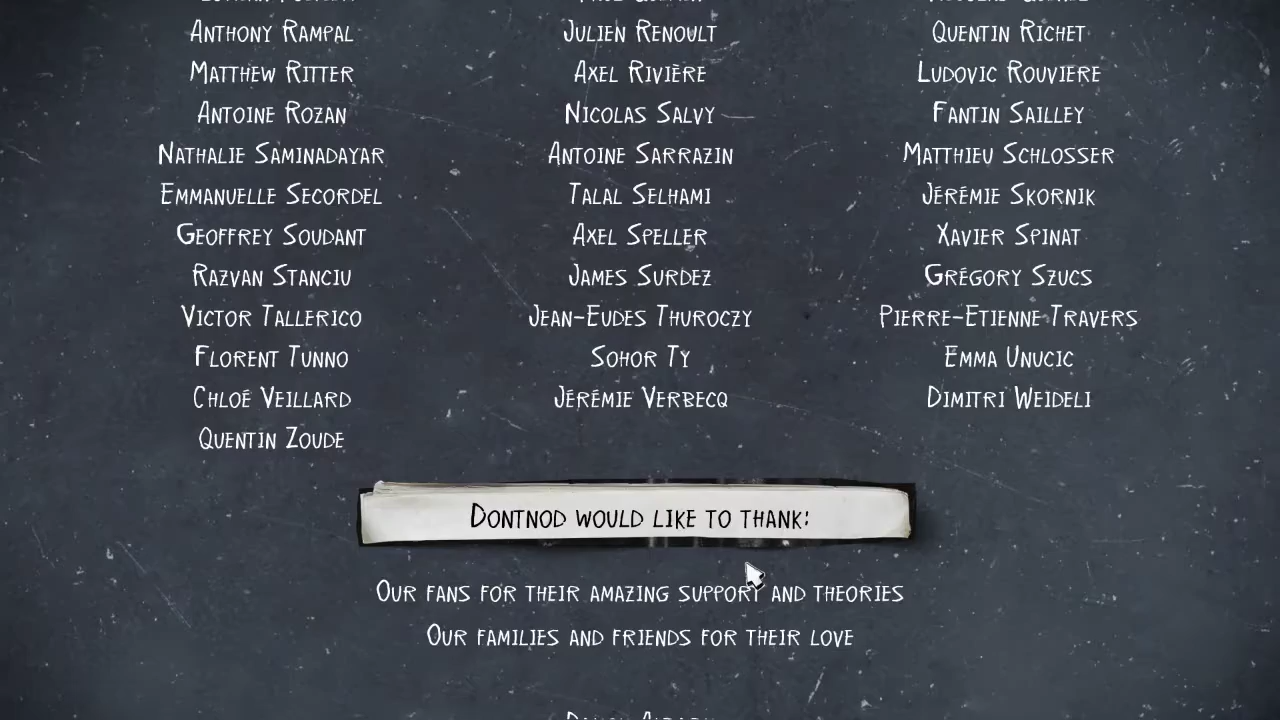 Anthony Rampal Julien Renoult Quentin Richet
Matthew Ritter Axel Rivière Ludovic Rouviere
Antoine Rozan Nicolas Salvy Fantin Sailley
Nathalie Saminadayar Antoine Sarrazin Matthieu Schlosser
Emmanuelle Secordel Talal Selhami Jérémie Skornik
Geoffrey Soudant Axel Speller Xavier Spinat
Razvan Stanciu James Surdez Grégory Szucs
Victor Tallerico Jean-Eudes Thuroczy Pierre-Etienne Travers
Florent Tunno Sohor Ty Emma Unucic
Chloé Veillard Jérémie Verbecq Dimitri Weideli
Quentin Zoude
Dontnod would like to thank:
Our fans for their amazing support and theories
Our families and friends for their love